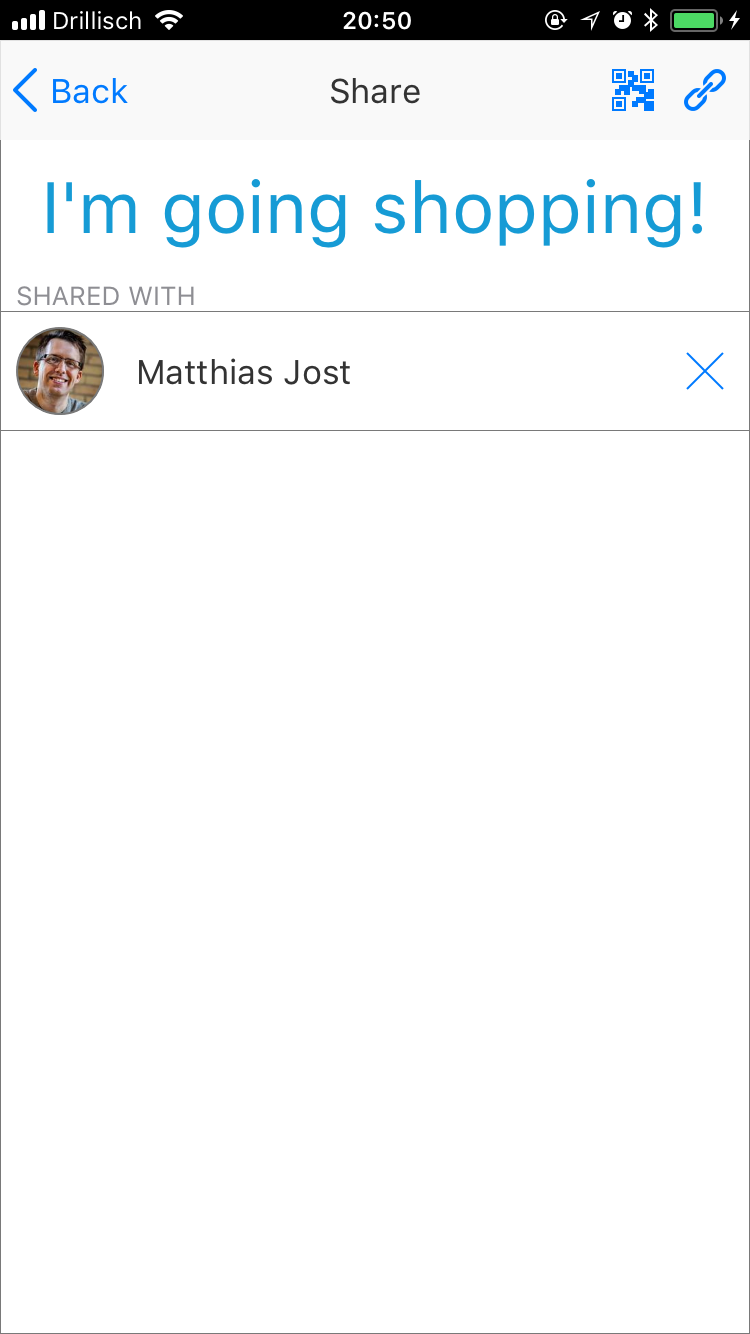 Drillisch 20:50
Back Share
I'm going shopping!
SHARED WITH
Matthias Jost